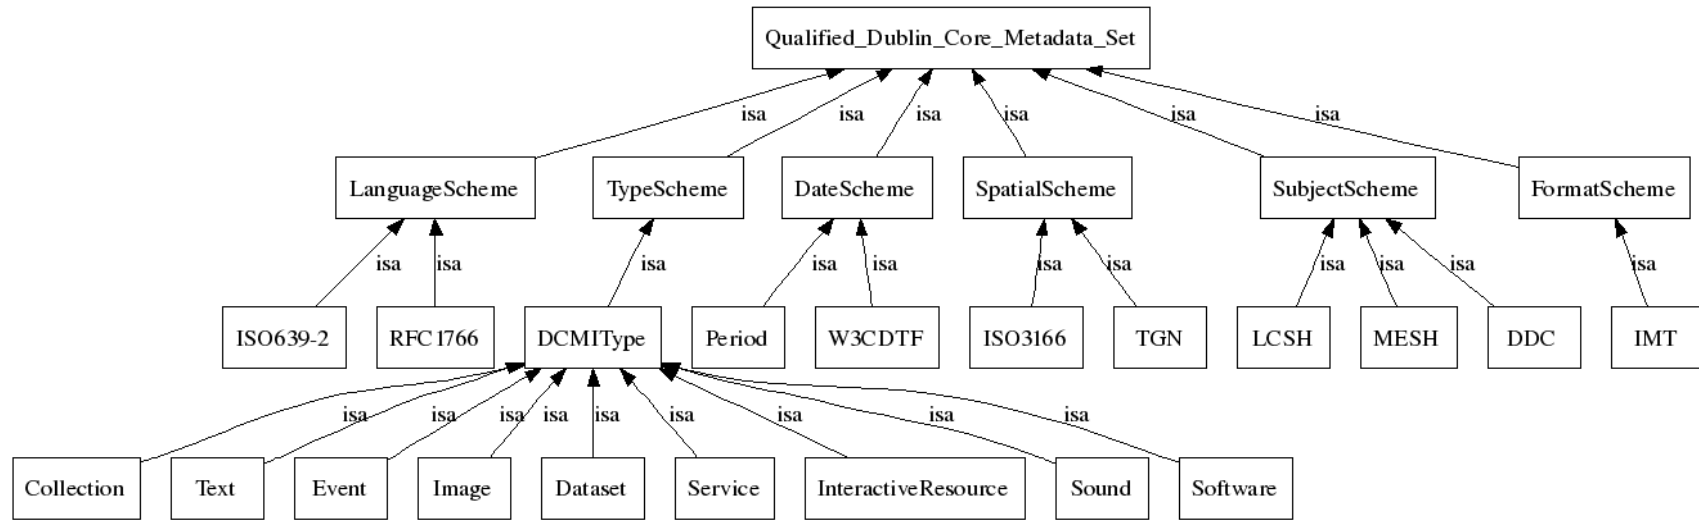 Qualified_Dublin_Core_Metadata_Set
isa isa isa isa isa isa
LanguageScheme TypeScheme DateScheme SpatialScheme SubjectScheme FormatScheme
isa isa isa isa isa isa isa isa isa isa isa
ISO639-2 RFC1766 DCMIType Period W3CDTF ISO3166 TGN LCSH MESH DDC IMT
isa isa isa isa isa isa isa isa isa
Collection Text Event Image Dataset Service InteractiveResource Sound Software